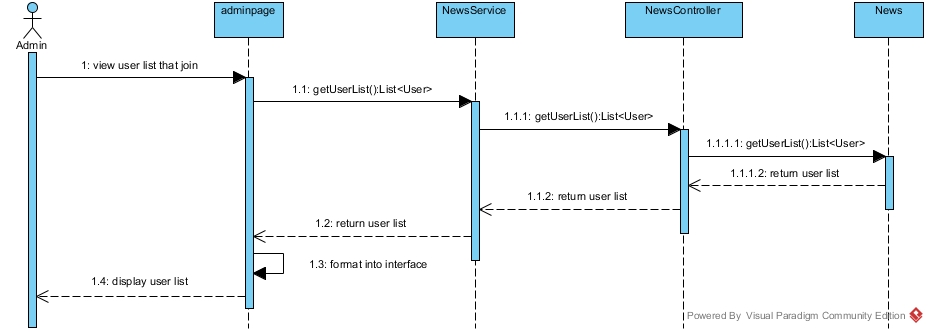 adminpage
NewsService
NewsController
News
Admin
1: view user list that join
1.1: getUserList():List<User>
1.1.1: getUserList():List<User>
1.1.1.1: getUserList():List<User>
1.1.1.2: return user list
1.1.2: return user list
1.2: return user list
1.3: format into interface
1.4: display user list
Powered By Visual Paradigm Community Edition